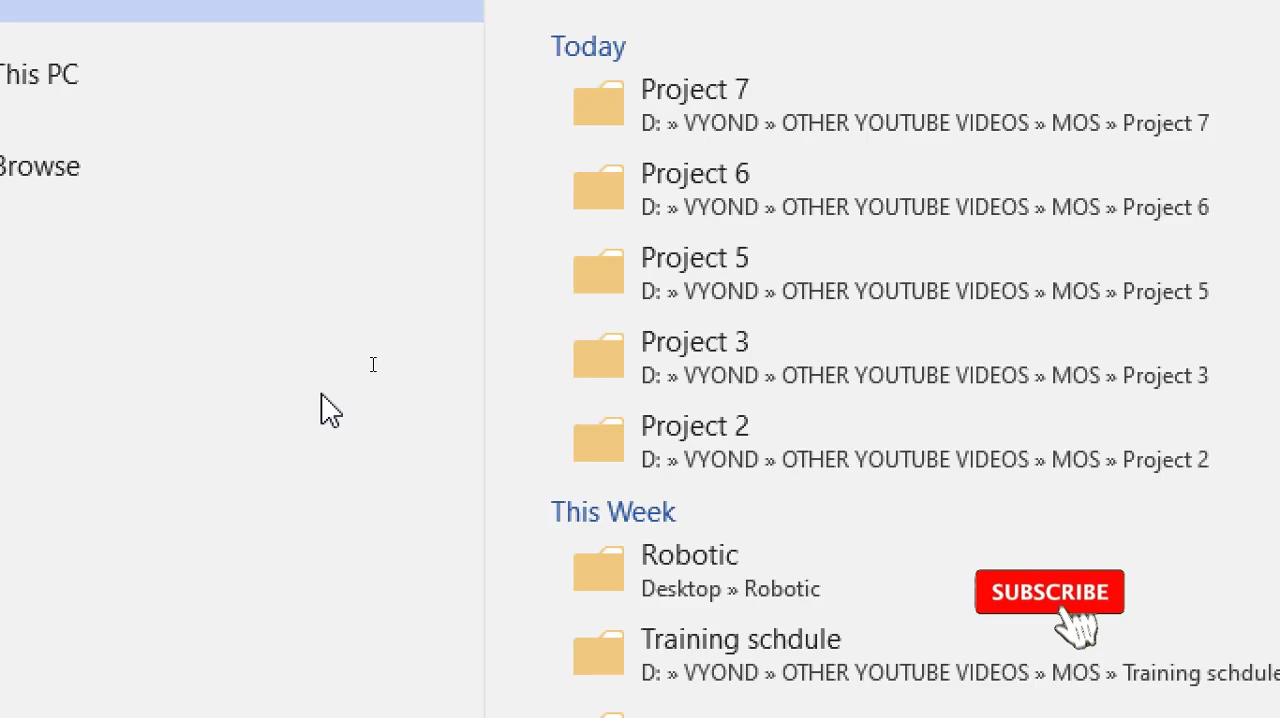 This PC
Browse
Today
Project 7
D: » VYOND » OTHER YOUTUBE VIDEOS » MOS » Project 7
Project 6
D: » VYOND » OTHER YOUTUBE VIDEOS » MOS » Project 6
Project 5
D: » VYOND » OTHER YOUTUBE VIDEOS » MOS » Project 5
Project 3
D: » VYOND » OTHER YOUTUBE VIDEOS » MOS » Project 3
Project 2
D: » VYOND » OTHER YOUTUBE VIDEOS » MOS » Project 2
This Week
Robotic
Desktop » Robotic
SUBSCRIBE
Training schdule
D: » VYOND » OTHER YOUTUBE VIDEOS » MOS » Training schdule